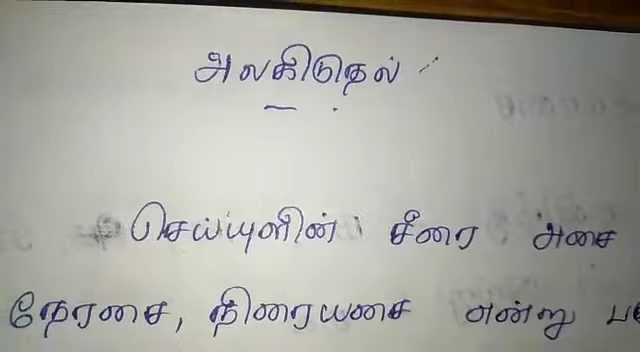 அலகிடுதல்
செய்யுளின் சீரை அசை
நேரசை, நிரையசை என்று